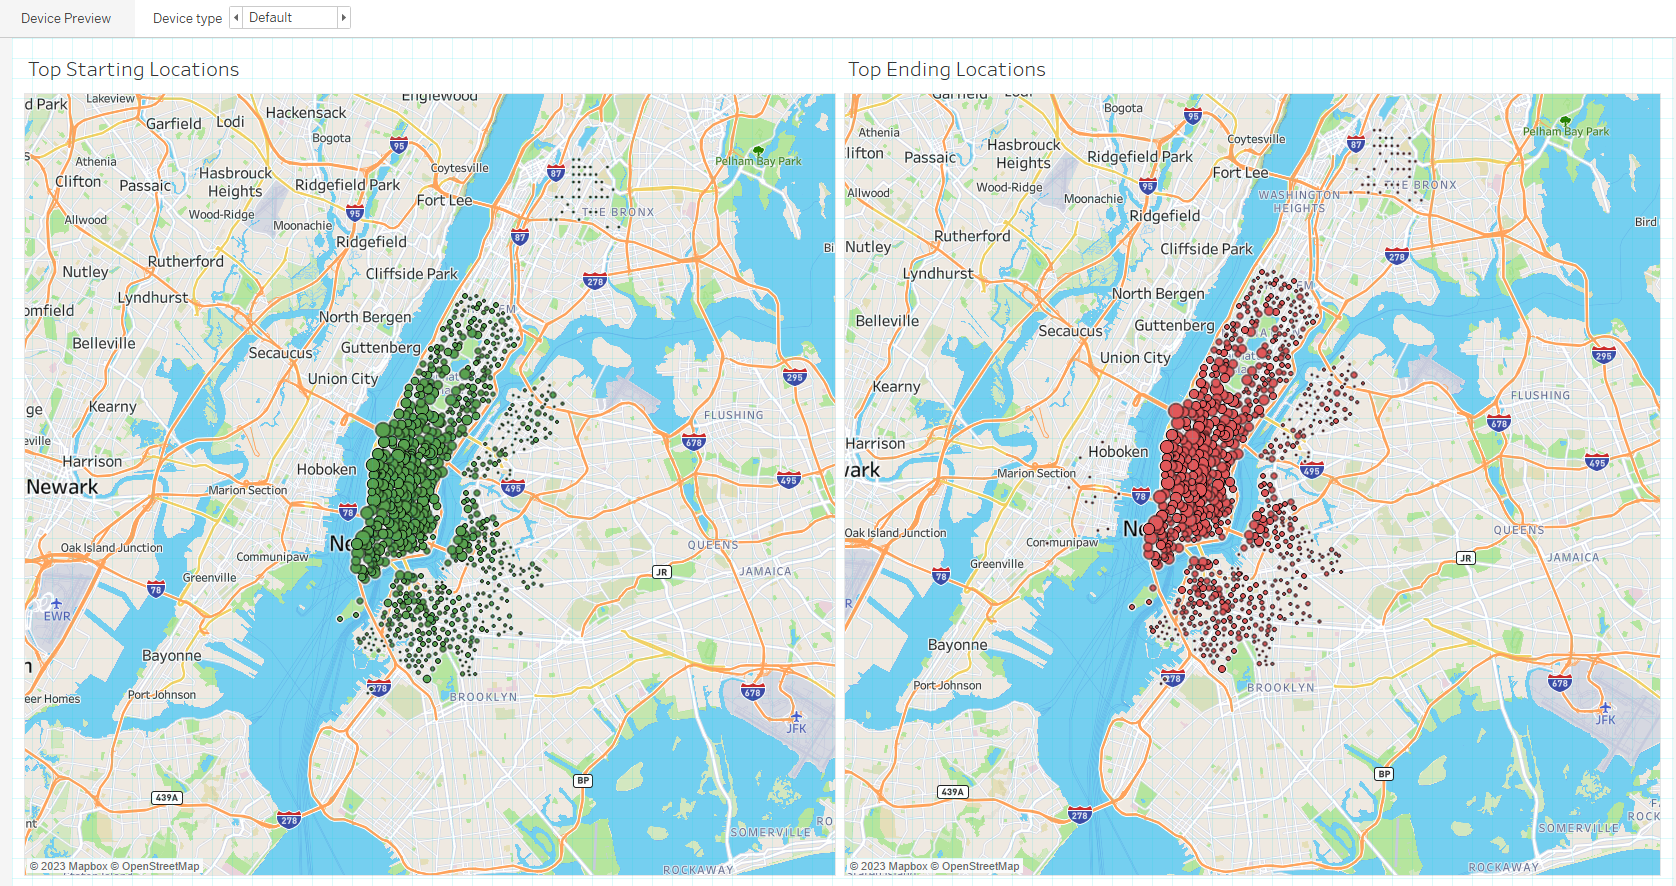 Device Preview
Device type
Default
Top Starting Locations
Top Ending Locations
d Park
Lakeview
Hackensack
Englewood
Garfield
Lodi
Bogota
95
Athenia
Coytesville
Pelham Bay Park
Clifton
Passaic
Hasbrouck
Heights
Ridgefield Park
87
Fort Lee
Wood-Ridge
95
THE BRONX
Allwood
Moonachie
Ridgefield
87
Rutherford
Cliffside Park
Nutley
278
Lyndhurst
omfield
North Bergen
Belleville
Secaucus
Guttenberg
Union City
295
Kearny
ge
FLUSHING
eville
678
Harrison
Hoboken
Newark
Marion Section
495
495
78
Oak Island Junction
Communipaw
Ne
QUEENS
Greenville
JR
JAMAICA
78
EWR
Bayonne
eer Homes
Port Johnson
278
BROOKLYN
678
JFK
BP
439A
278
nt
SOMERVILLE
RO
© 2023 Mapbox © OpenStreetMap
ROCKAWAY
Garfield
Lodi
Bogota
95
Athenia
Coytesville
Pelham Bay Park
lifton
Passaic
Hasbrouck
Heights
Ridgefield Park
87
Fort Lee
Allwood
Wood-Ridge
95
THE BRONX
WASHINGTON
HEIGHTS
Moonachie
Ridgefield
Bird
Nutley
Rutherford
Cliffside Park
278
Lyndhurst
North Bergen
Belleville
Secaucus
Guttenberg
Union City
295
Kearny
FLUSHING
678
Harrison
Hoboken
Marion Section
495
495
78
Oak Island Junction
Communipaw
QUEENS
Greenville
JR
JAMAICA
78
Bayonne
Port Johnson
278
BROOKLYN
678
JFK
BP
439A
278
SOMERVILLE
ROCK
© 2023 Mapbox © OpenStreetMap
ROCKAWAY